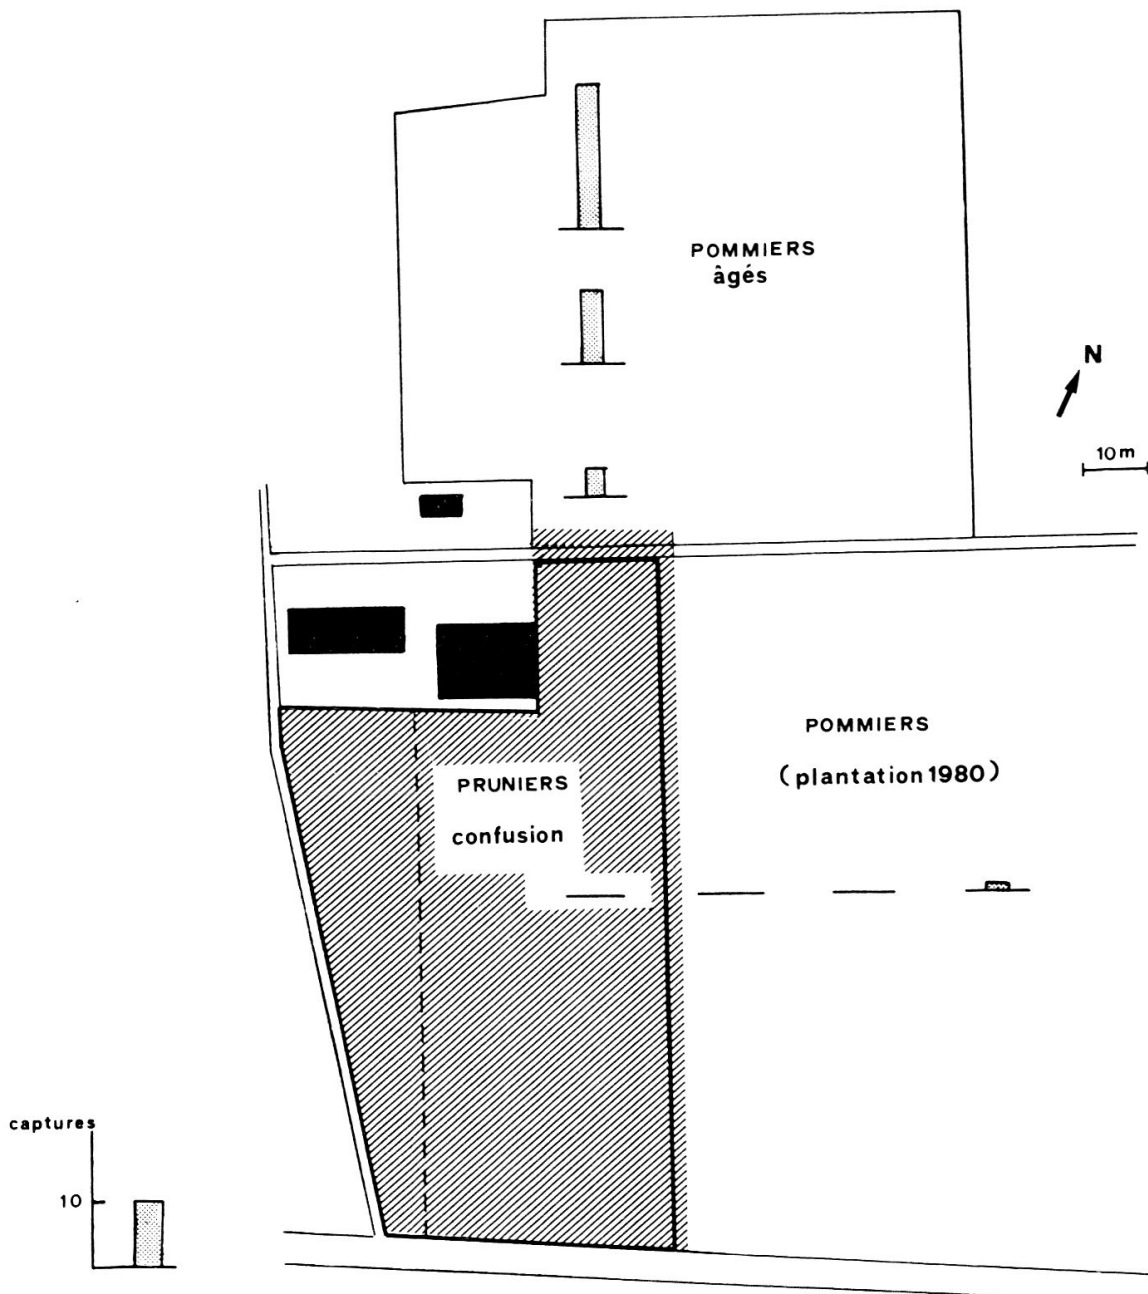 POMMIERS
âgés
N
10 m
POMMIERS
(plantation 1980)
PRUNIERS
confusion
captures
10